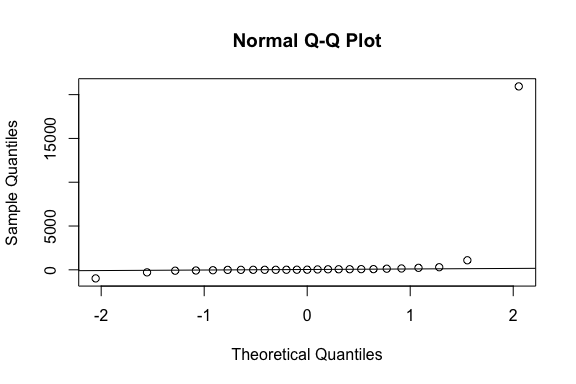 Normal Q-Q Plot
Sample Quantiles
15000
5000
0
-2 -1 0 1 2
Theoretical Quantiles